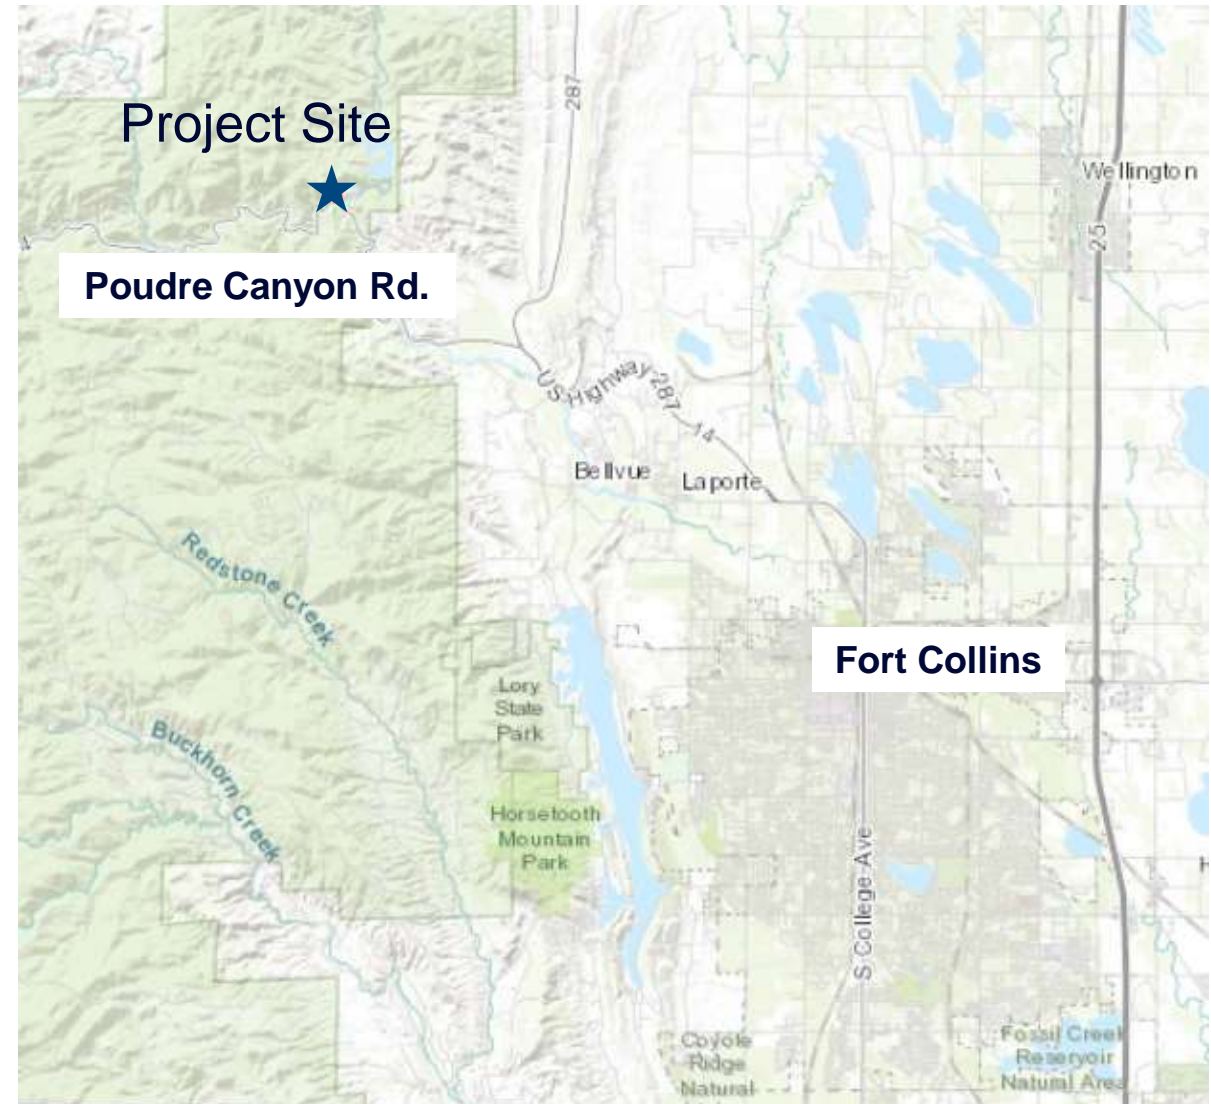 287
Project Site
Wellington
25
Poudre Canyon Rd.
US Highway 287
14
Bellvue
Laporte
Redstone Creek
Fort Collins
Lory
State
Park
Buckhorn Creek
Horsetooth
Mountain
Park
H
S College Ave
Coyote
Ridge
Natural
Fossil Creek
Reservoir
Natural Area